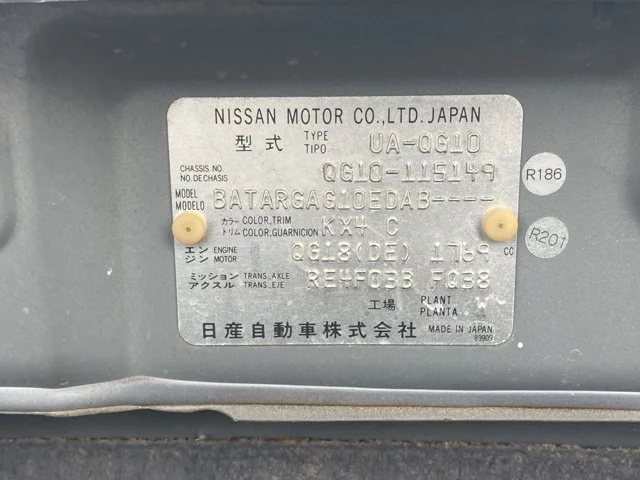 NISSAN MOTOR CO.,LTD. JAPAN
型式 TYPE TIPO UA-QG10
CHASSIS NO. NO. DE CHASIS QG10-115149
MODEL MODELO BATARGAG10EDAB----
カラー トリム COLOR,TRIM COLOR,GUARNICION KX4 C
エンジン ENGINE MOTOR QG18(DE) 1769 cc
ミッション アクスル TRANS.,AXLE TRANS.,EJE RE4F03B FQ38
工場 PLANT PLANTA W
日産自動車株式会社 MADE IN JAPAN
89909
R186
R201